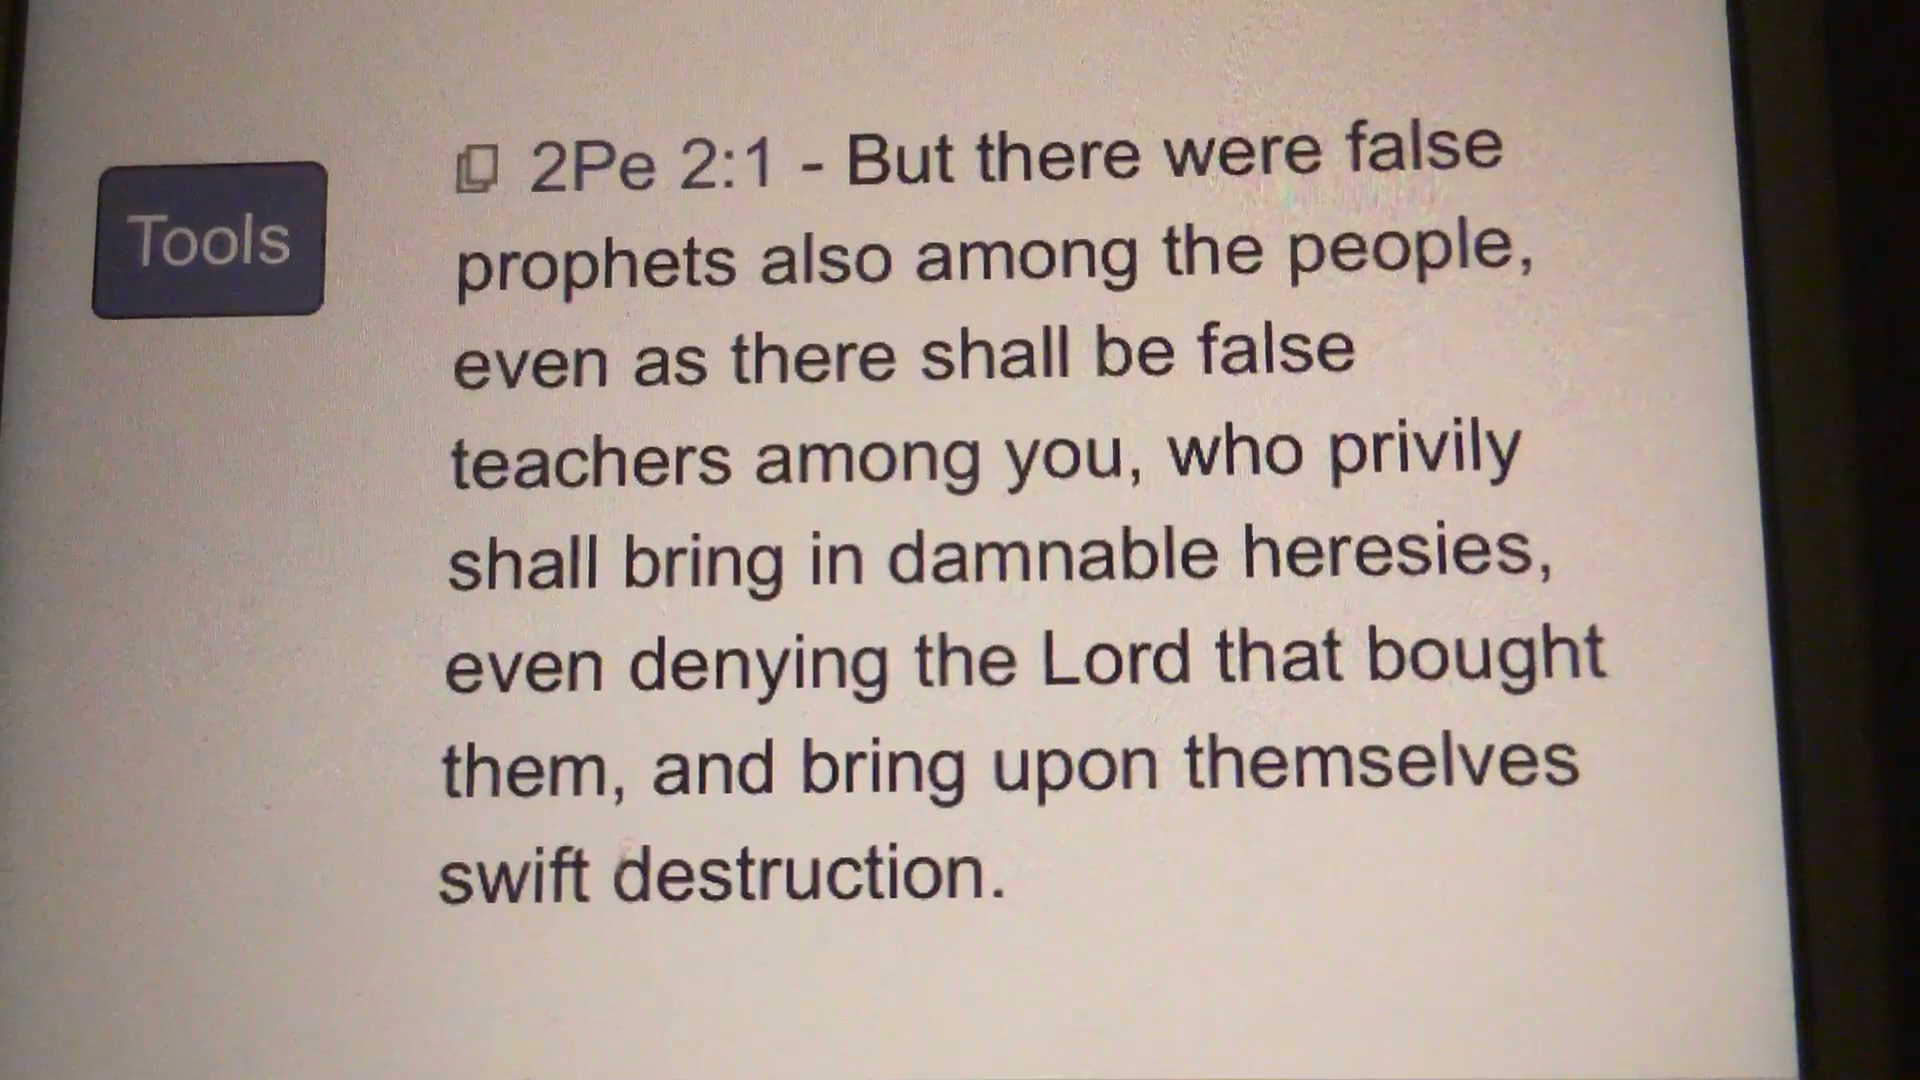 Tools
2Pe 2:1 - But there were false
prophets also among the people,
even as there shall be false
teachers among you, who privily
shall bring in damnable heresies,
even denying the Lord that bought
them, and bring upon themselves
swift destruction.